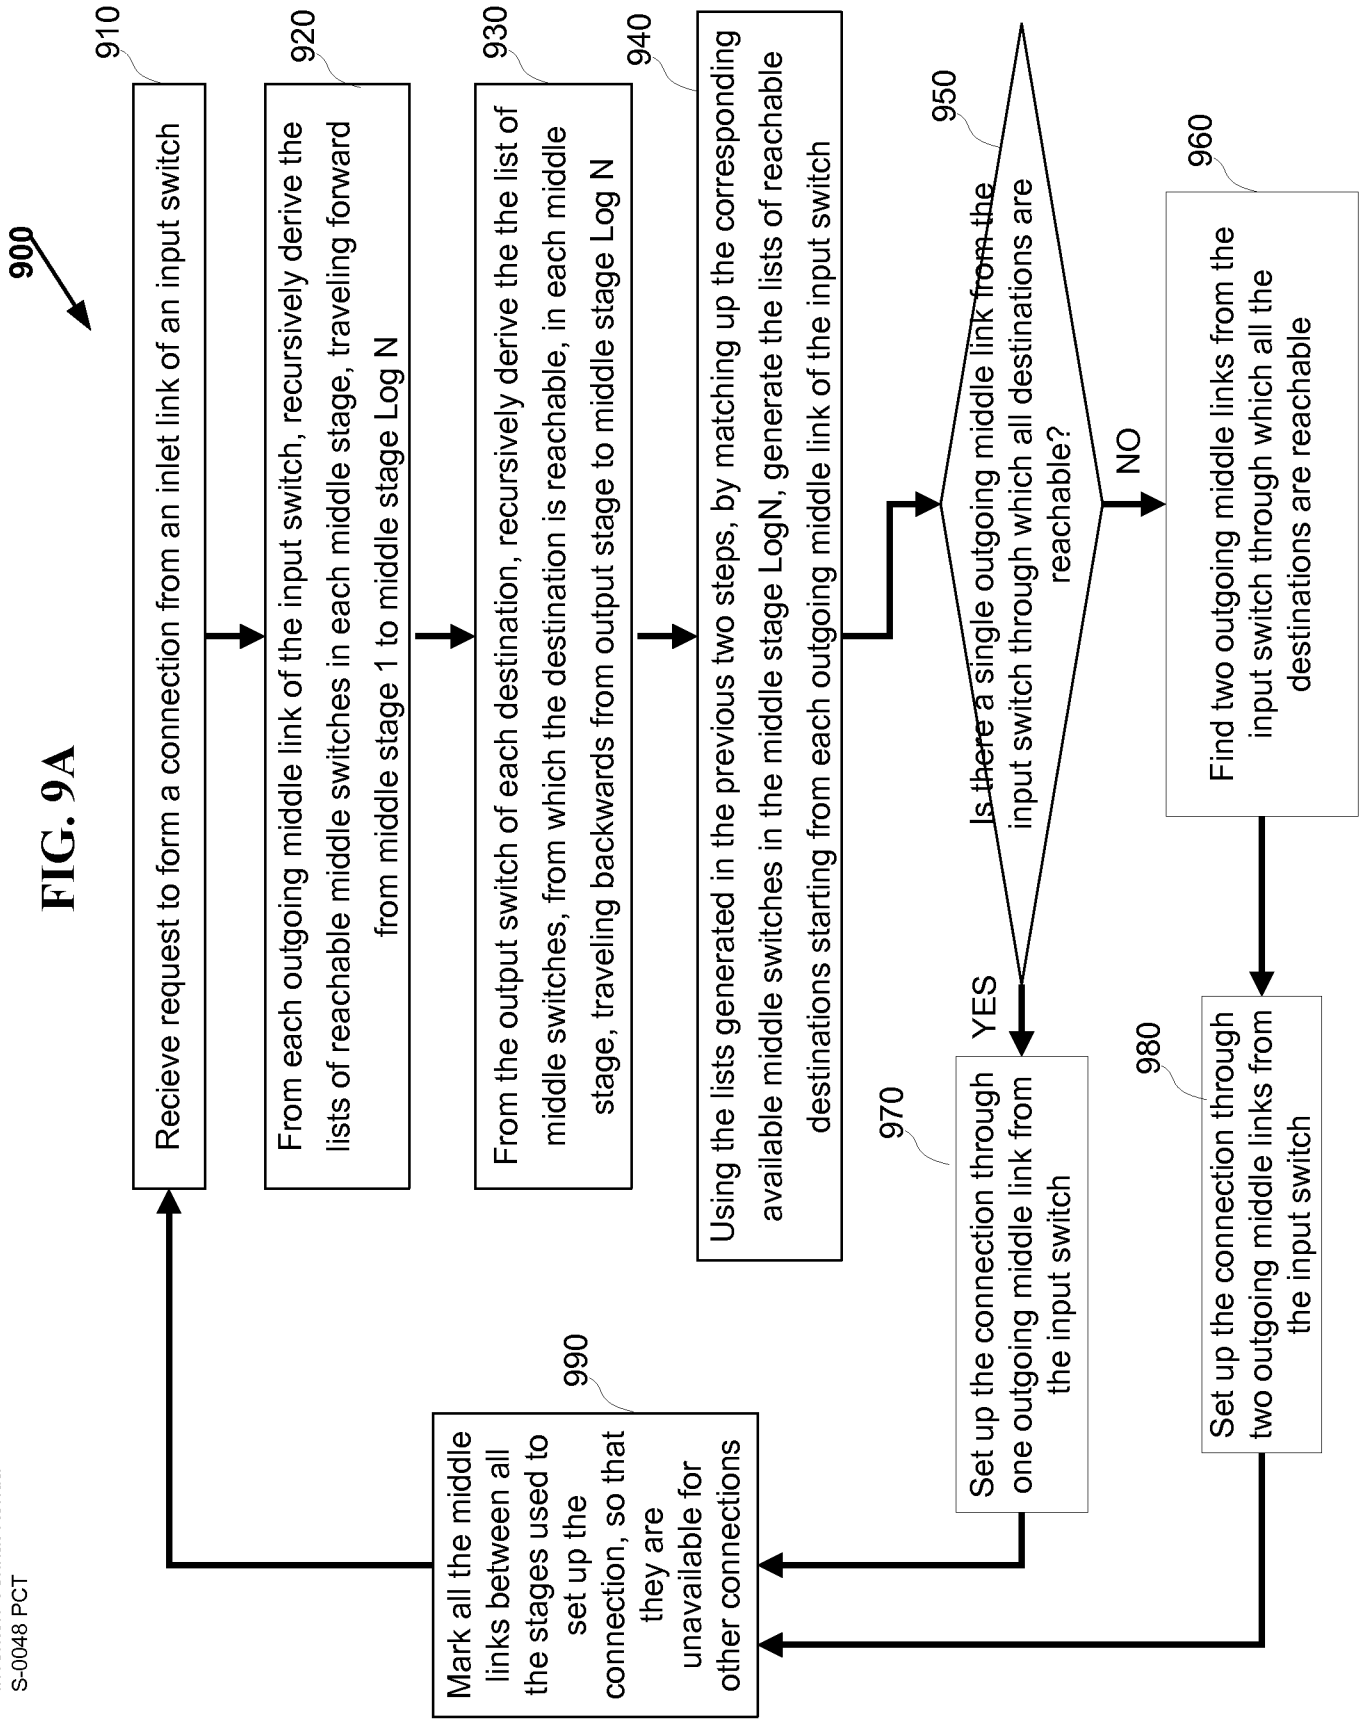 S-0048 PCT
FIG. 9A
900
910
Recieve request to form a connection from an inlet link of an input switch
920
From each outgoing middle link of the input switch, recursively derive the
lists of reachable middle switches in each middle stage, traveling forward
from middle stage 1 to middle stage Log N
930
From the output switch of each destination, recursively derive the the list of
middle switches, from which the destination is reachable, in each middle
stage, traveling backwards from output stage to middle stage Log N
940
Using the lists generated in the previous two steps, by matching up the corresponding
available middle switches in the middle stage LogN, generate the lists of reachable
destinations starting from each outgoing middle link of the input switch
950
Is there a single outgoing middle link from the
input switch through which all destinations are
reachable?
YES
NO
960
Find two outgoing middle links from the
input switch through which all the
destinations are reachable
970
Set up the connection through
one outgoing middle link from
the input switch
980
Set up the connection through
two outgoing middle links from
the input switch
990
Mark all the middle
links between all
the stages used to
set up the
connection, so that
they are
unavailable for
other connections